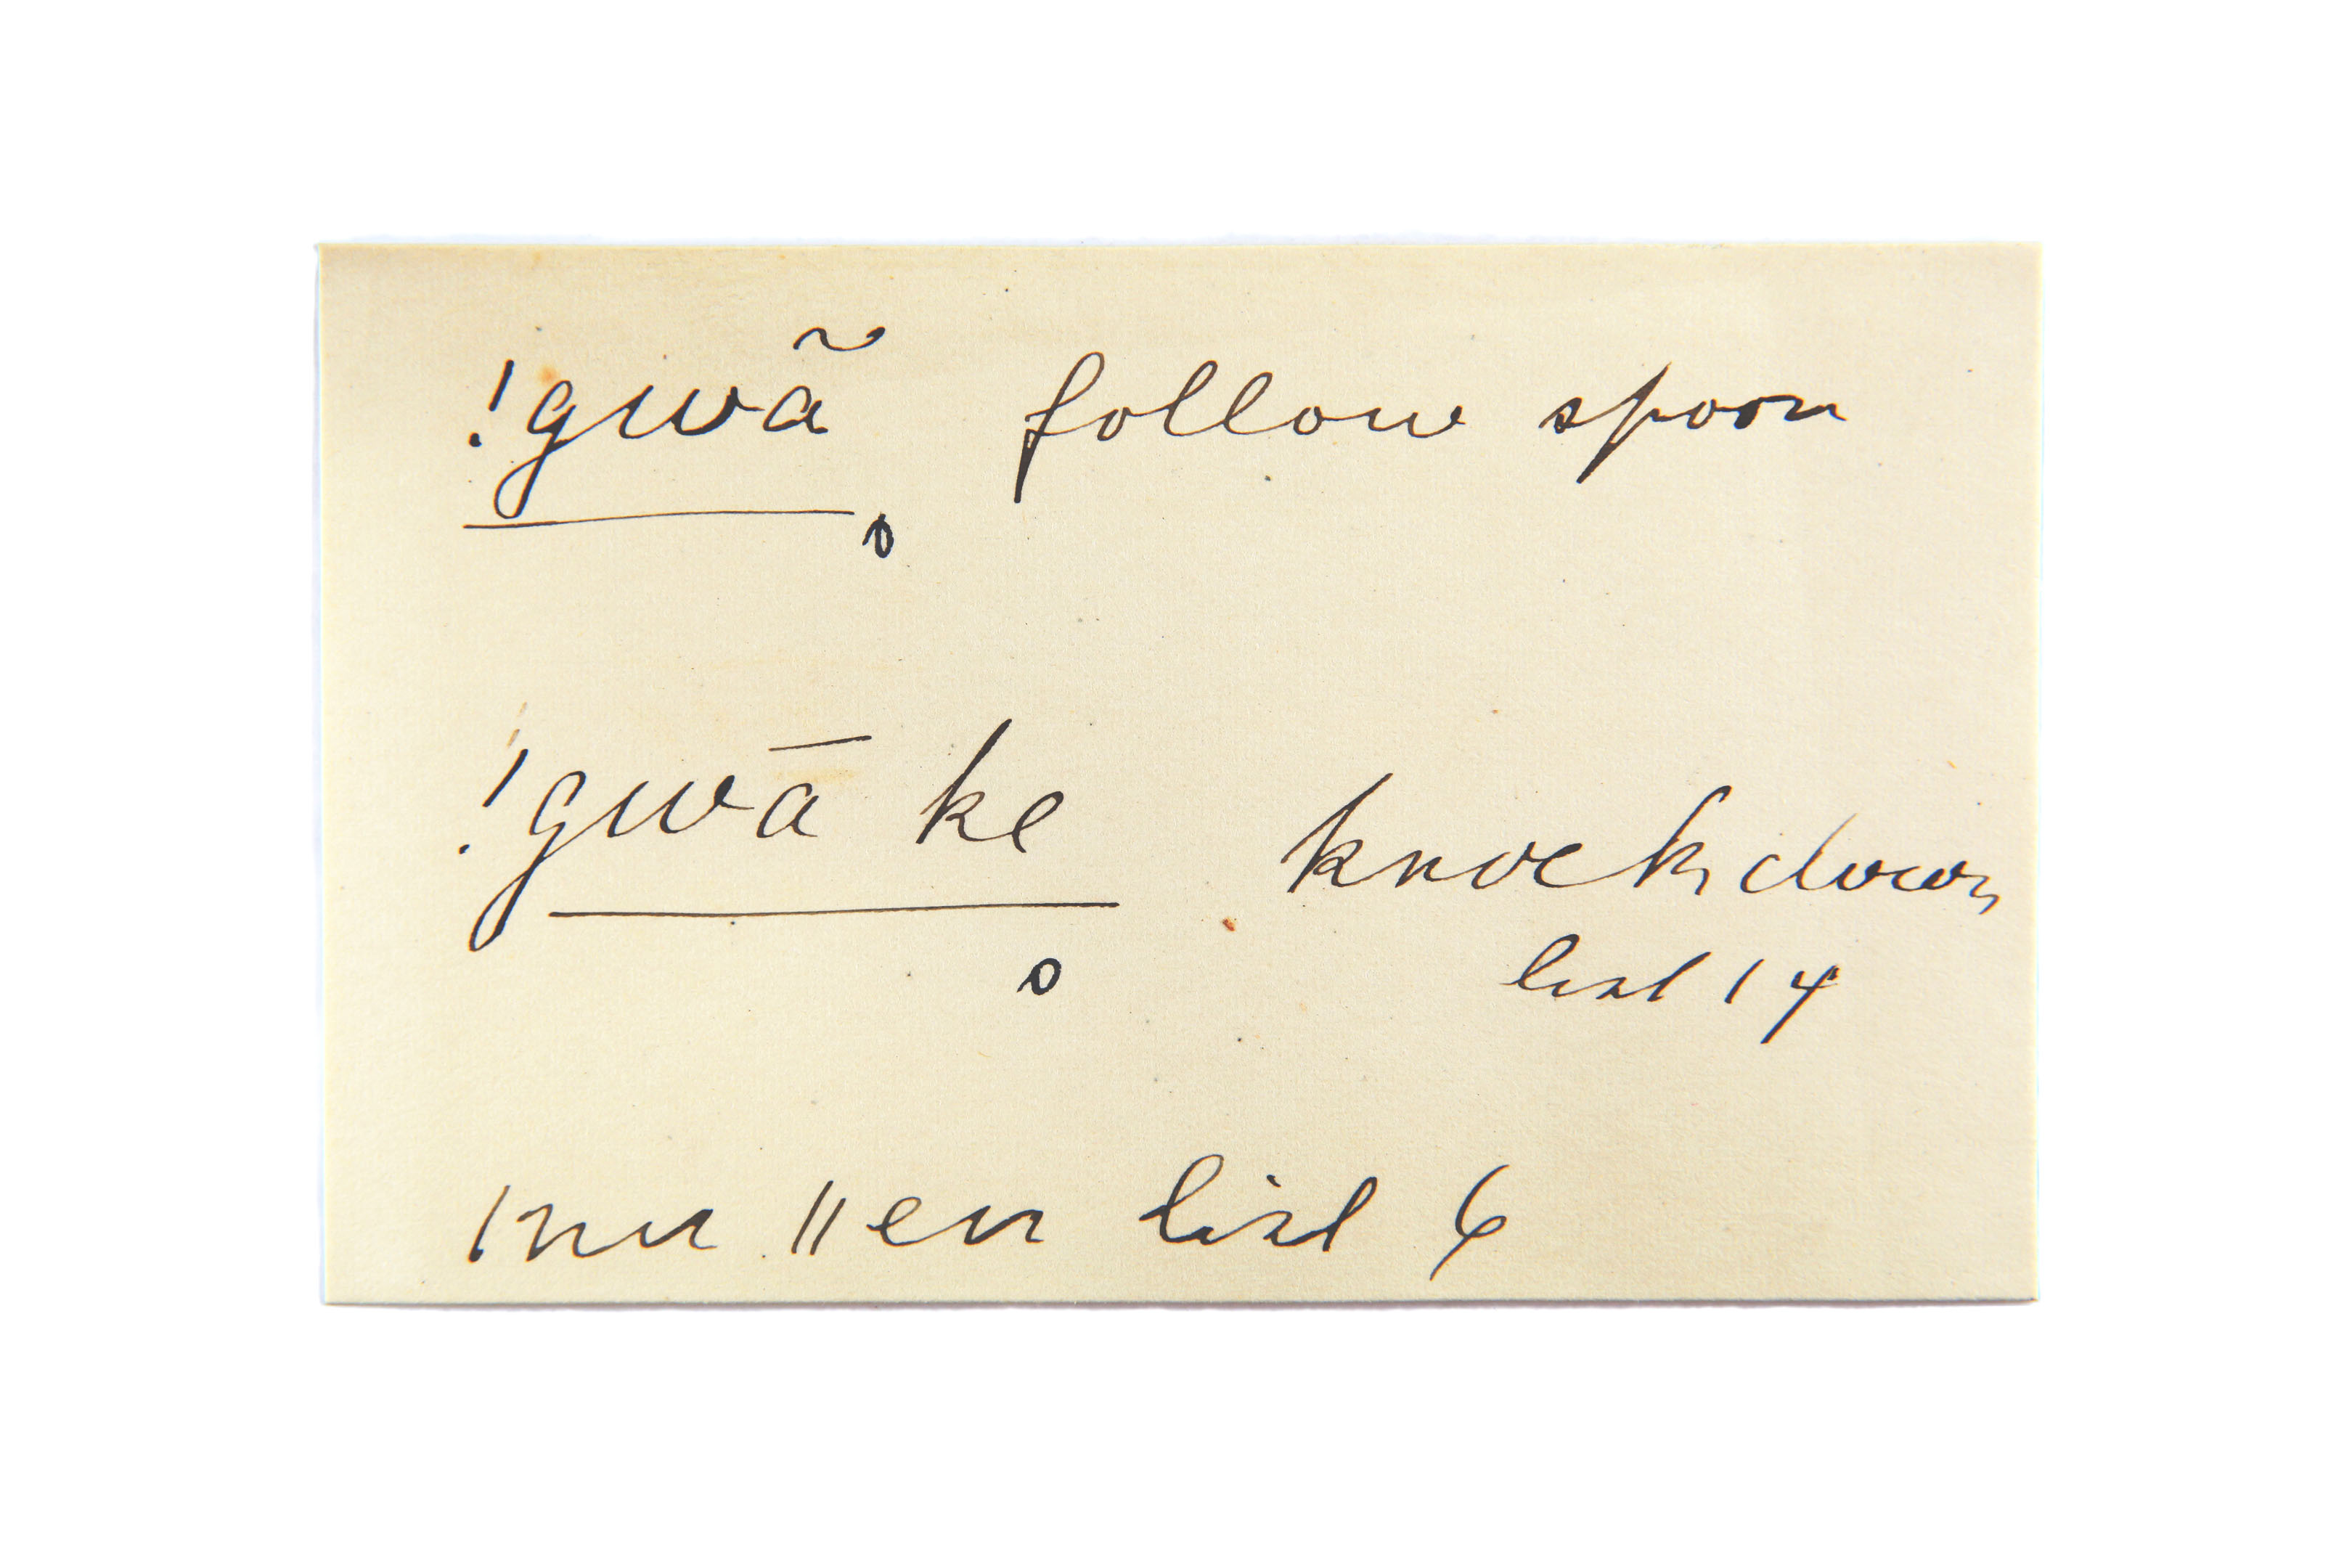 !gwã follow spoor
o
!gwā ke knock down
o list 14
|nu ||en list 6